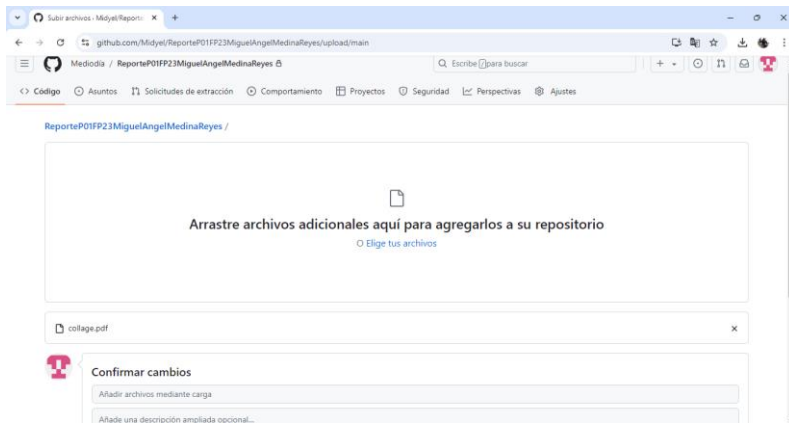 Subir archivos · Midyel/Reporte
github.com/Midyel/ReporteP01FP23MiguelAngelMedinaReyes/upload/main
Mediodía / ReporteP01FP23MiguelAngelMedinaReyes
Escribe / para buscar
<> Código Asuntos Solicitudes de extracción Comportamiento Proyectos Seguridad Perspectivas Ajustes
ReporteP01FP23MiguelAngelMedinaReyes /
Arrastre archivos adicionales aquí para agregarlos a su repositorio
O Elige tus archivos
collage.pdf
Confirmar cambios
Añadir archivos mediante carga
Añade una descripción ampliada opcional...